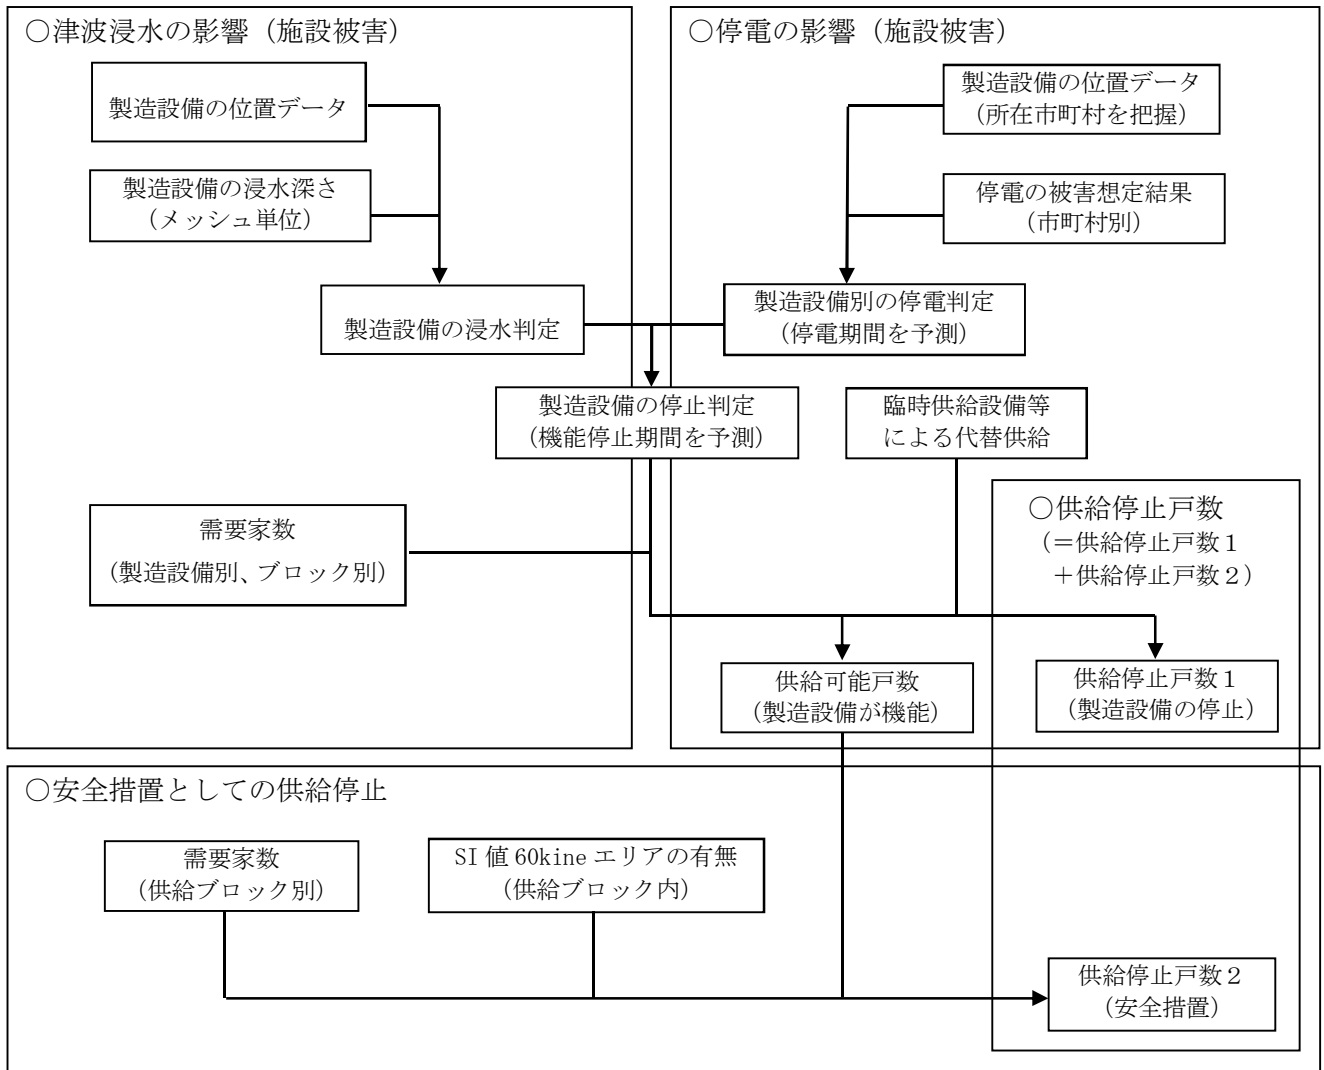 ○津波浸水の影響（施設被害）
製造設備の位置データ
製造設備の浸水深さ
（メッシュ単位）
製造設備の浸水判定
○停電の影響（施設被害）
製造設備の位置データ
（所在市町村を把握）
停電の被害想定結果
（市町村別）
製造設備別の停電判定
（停電期間を予測）
製造設備の停止判定
（機能停止期間を予測）
臨時供給設備等
による代替供給
需要家数
（製造設備別、ブロック別）
○供給停止戸数
（＝供給停止戸数１
＋供給停止戸数２）
供給可能戸数
（製造設備が機能）
供給停止戸数１
（製造設備の停止）
○安全措置としての供給停止
需要家数
（供給ブロック別）
SI 値 60kine エリアの有無
（供給ブロック内）
供給停止戸数２
（安全措置）